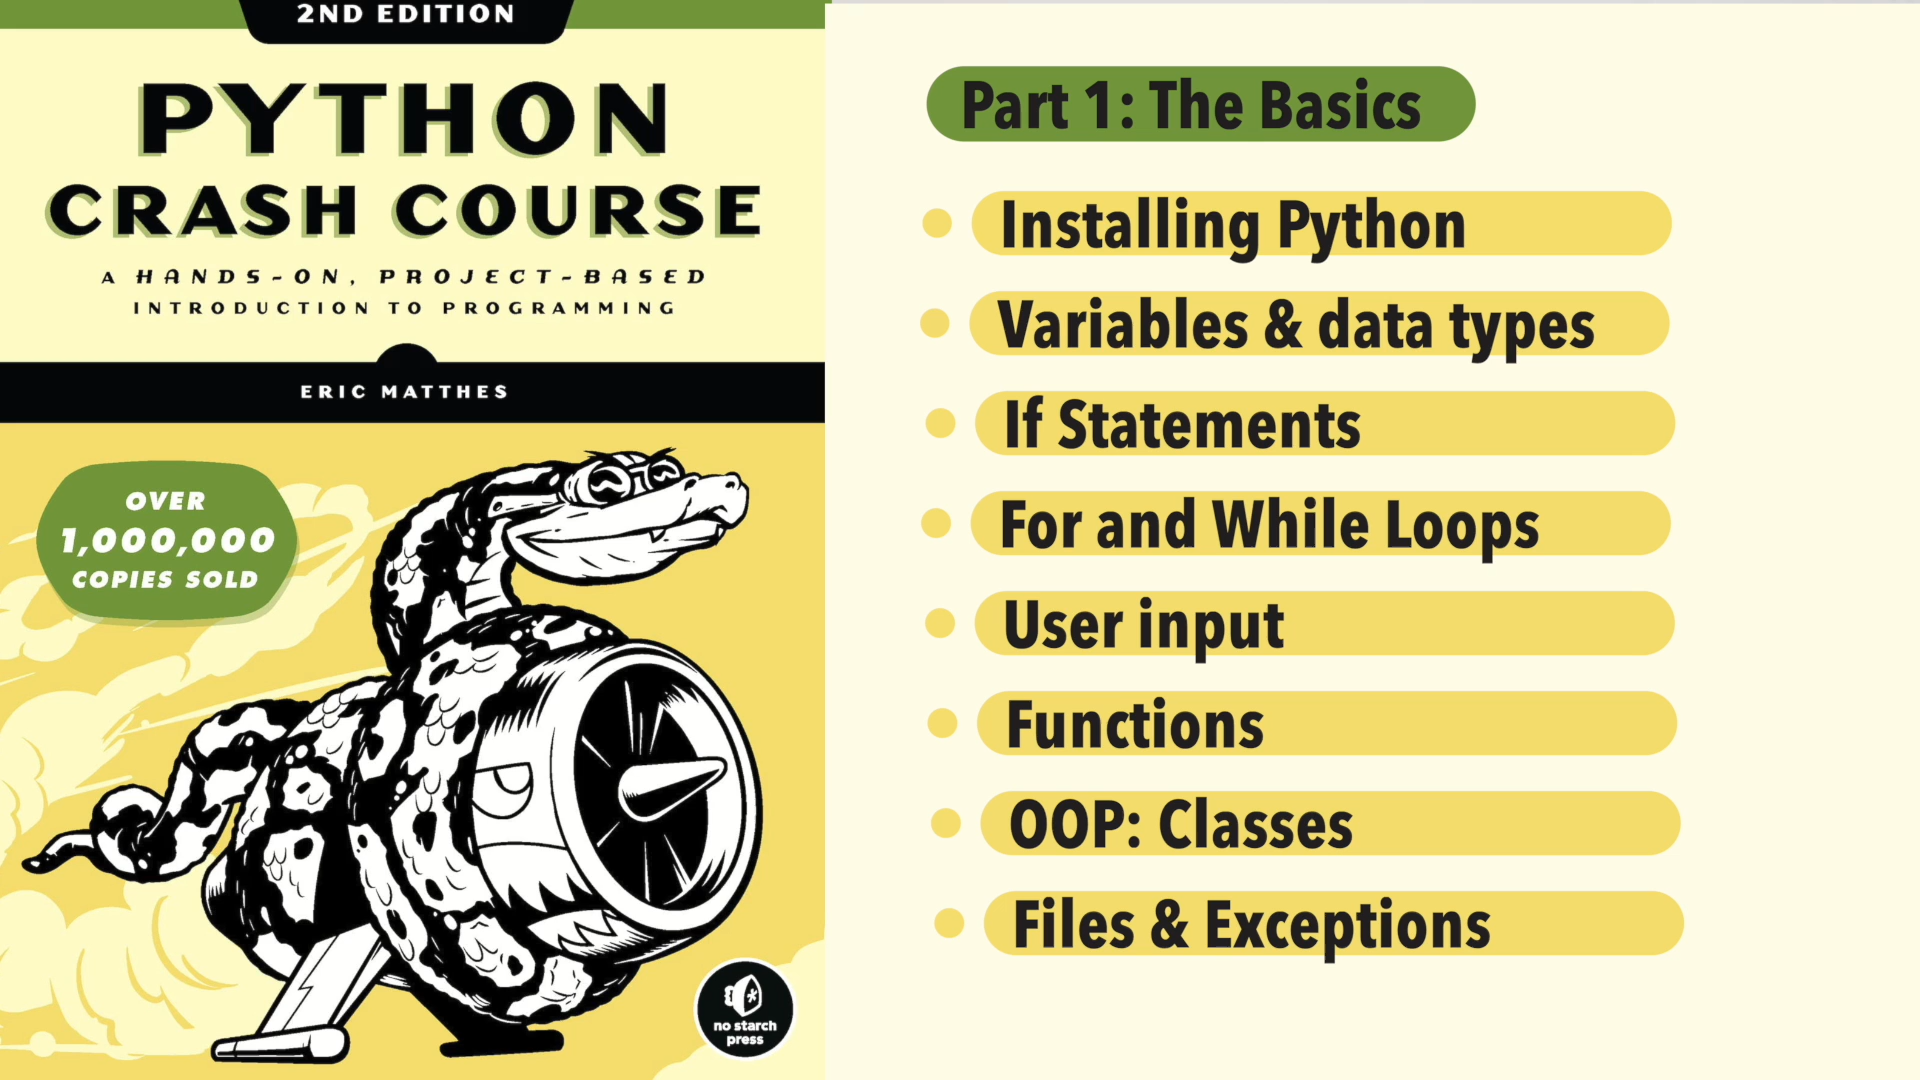 2ND EDITION
PYTHON
CRASH COURSE
A HANDS-ON, PROJECT-BASED
INTRODUCTION TO PROGRAMMING
ERIC MATTHES
OVER
1,000,000
COPIES SOLD
no starch
press
Part 1: The Basics
Installing Python
Variables & data types
If Statements
For and While Loops
User input
Functions
OOP: Classes
Files & Exceptions